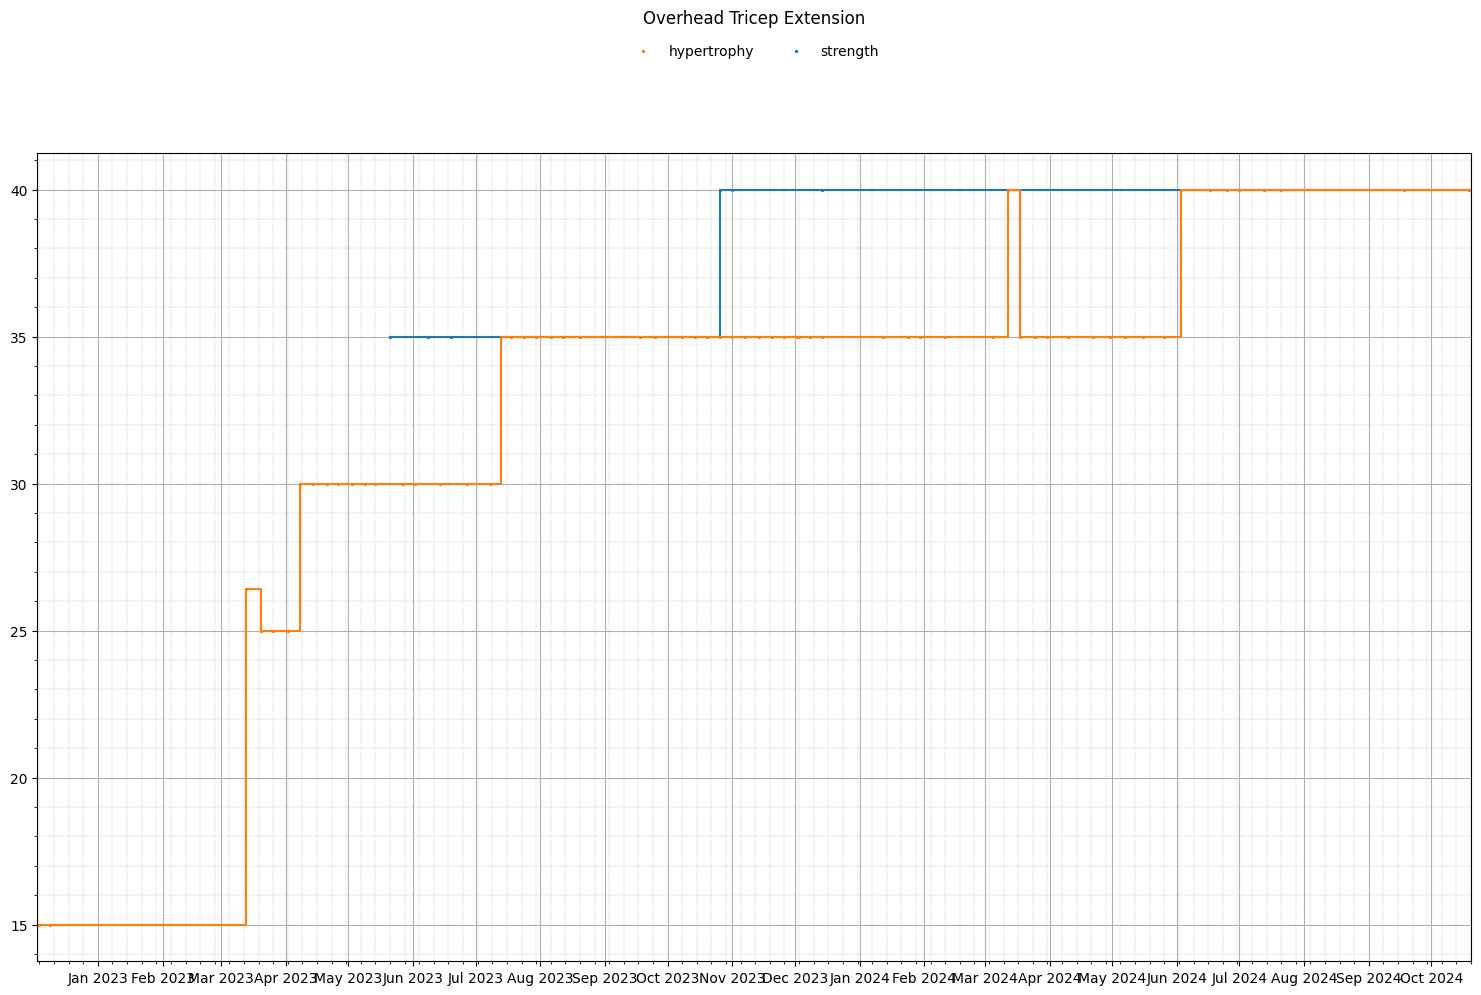 Overhead Tricep Extension
hypertrophy strength
40
35
30
25
20
15
Jan 2023 Feb 2023 Mar 2023 Apr 2023 May 2023 Jun 2023 Jul 2023 Aug 2023 Sep 2023 Oct 2023 Nov 2023 Dec 2023 Jan 2024 Feb 2024 Mar 2024 Apr 2024 May 2024 Jun 2024 Jul 2024 Aug 2024 Sep 2024 Oct 2024